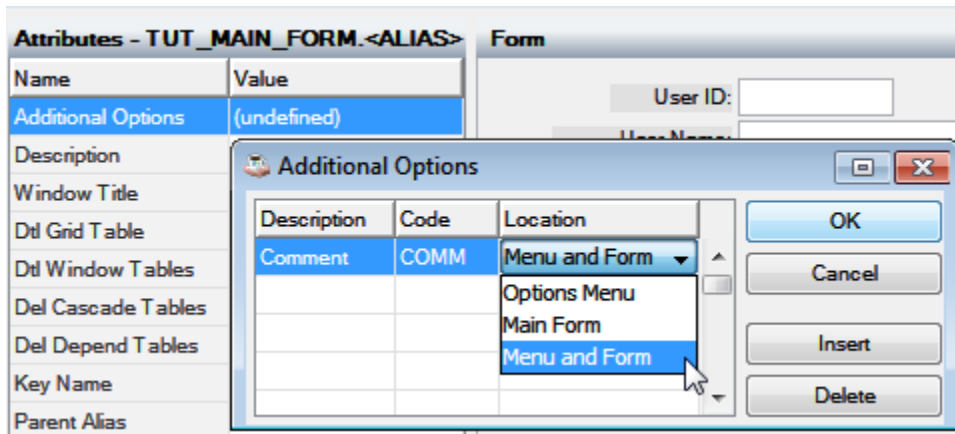 Attributes - TUT_MAIN_FORM.<ALIAS>
Form
Name Value
Additional Options (undefined)
Description
Window Title
Dtl Grid Table
Dtl Window Tables
Del Cascade Tables
Del Depend Tables
Key Name
Parent Alias
User ID:
User Name:
Additional Options
Description Code Location
Comment COMM Menu and Form
Options Menu
Main Form
Menu and Form
OK
Cancel
Insert
Delete